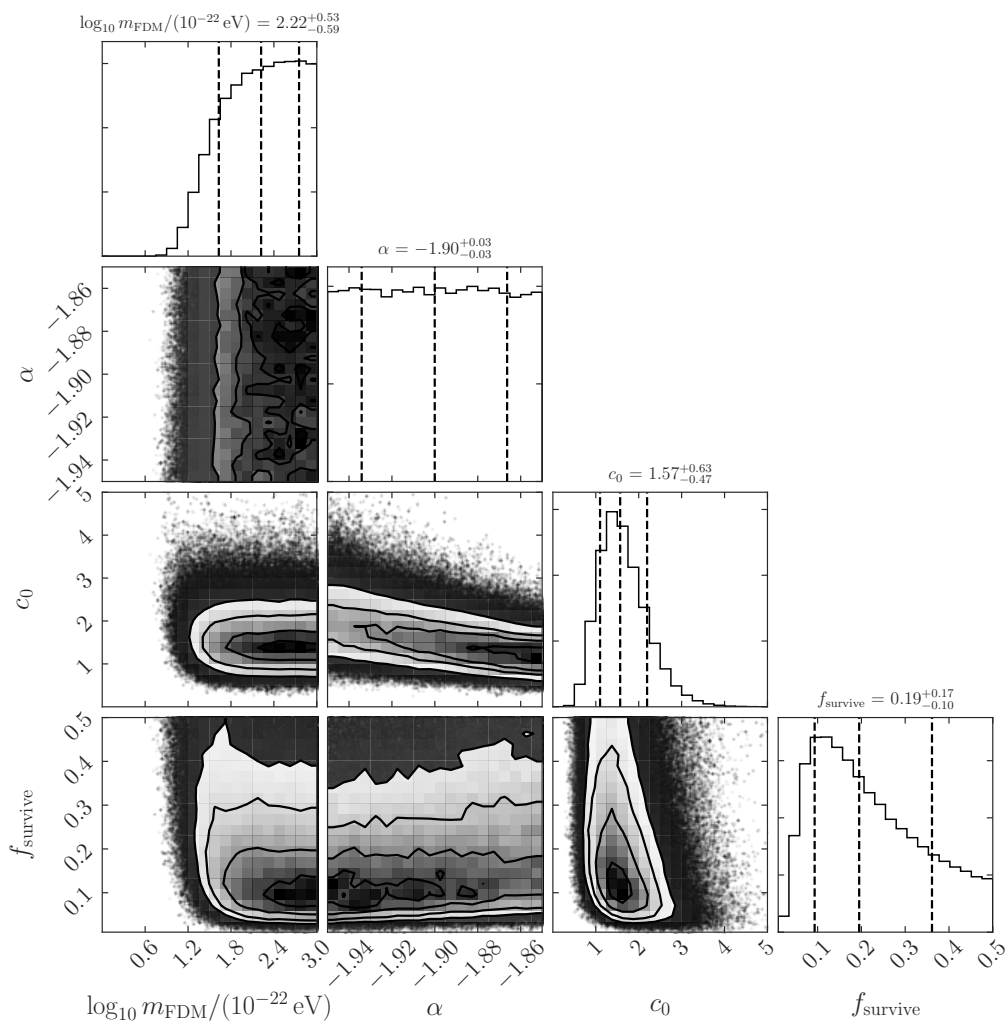 log₁₀ m_FDM/(10⁻²² eV) = 2.22^{+0.53}_{−0.59}
α = −1.90^{+0.03}_{−0.03}
−1.86
−1.88
−1.90
−1.92
−1.94
α
c₀ = 1.57^{+0.63}_{−0.47}
5
4
3
2
1
c₀
f_survive = 0.19^{+0.17}_{−0.10}
0.5
0.4
0.3
0.2
0.1
f_survive
0.6 1.2 1.8 2.4 3.0 −1.94 −1.92 −1.90 −1.88 −1.86 1 2 3 4 5 0.1 0.2 0.3 0.4 0.5
log₁₀ m_FDM/(10⁻²² eV) α c₀ f_survive